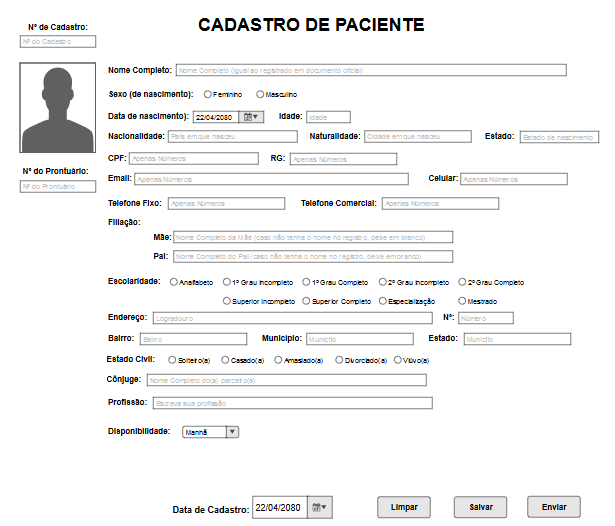 CADASTRO DE PACIENTE
Nº de Cadastro:
Nº do Cadastro
Nome Completo: Nome Completo (Igual ao registrado em documento oficial)
Sexo (de nascimento): Feminino Masculino
Data de nascimento): 22/04/2080 Idade: Idade
Nacionalidade: País em que nasceu Naturalidade: Cidade em que nasceu Estado: Estado de nascimento
CPF: Apenas Números RG: Apenas Números
Nº do Prontuário:
Nº do Prontuário
Email: Apenas Números Celular: Apenas Números
Telefone Fixo: Apenas Números Telefone Comercial: Apenas Números
Filiação:
Mãe: Nome Completo da Mãe (caso não tenha o nome no registro, deixe em branco)
Pai: Nome Completo do Pai (caso não tenha o nome no registro, deixe em branco)
Escolaridade: Analfabeto 1º Grau Incompleto 1º Grau Completo 2º Grau Incompleto 2º Grau Completo
Superior Incompleto Superior Completo Especialização Mestrado
Endereço: Logradouro Nº: Número
Bairro: Bairro Município: Município Estado: Município
Estado Civil: Solteiro(a) Casado(a) Amasiado(a) Divorciado(a) Viúvo(a)
Cônjuge: Nome Completo do(a) parceiro(a)
Profissão: Escreva sua profissão
Disponibilidade: Manhã
Data de Cadastro: 22/04/2080 Limpar Salvar Enviar